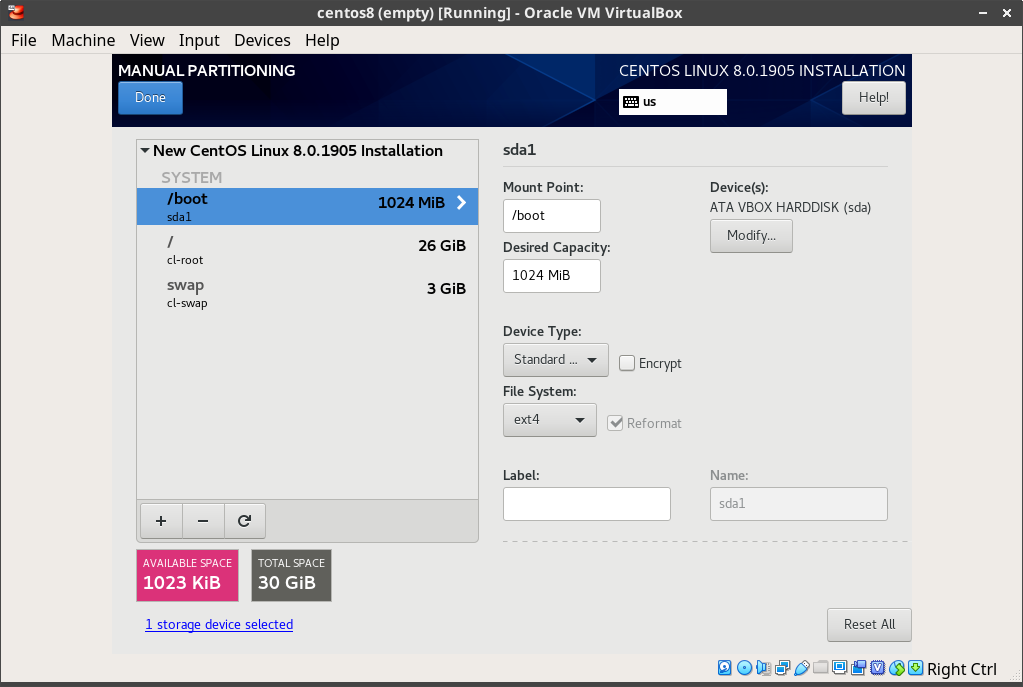 centos8 (empty) [Running] - Oracle VM VirtualBox
File Machine View Input Devices Help
MANUAL PARTITIONING
CENTOS LINUX 8.0.1905 INSTALLATION
Done
us
Help!
New CentOS Linux 8.0.1905 Installation
SYSTEM
/boot
1024 MiB
sda1
/
26 GiB
cl-root
swap
3 GiB
cl-swap
+ −
AVAILABLE SPACE
1023 KiB
TOTAL SPACE
30 GiB
1 storage device selected
sda1
Mount Point:
/boot
Desired Capacity:
1024 MiB
Device(s):
ATA VBOX HARDDISK (sda)
Modify...
Device Type:
Standard ...
Encrypt
File System:
ext4
Reformat
Label:
Name:
sda1
Reset All
Right Ctrl